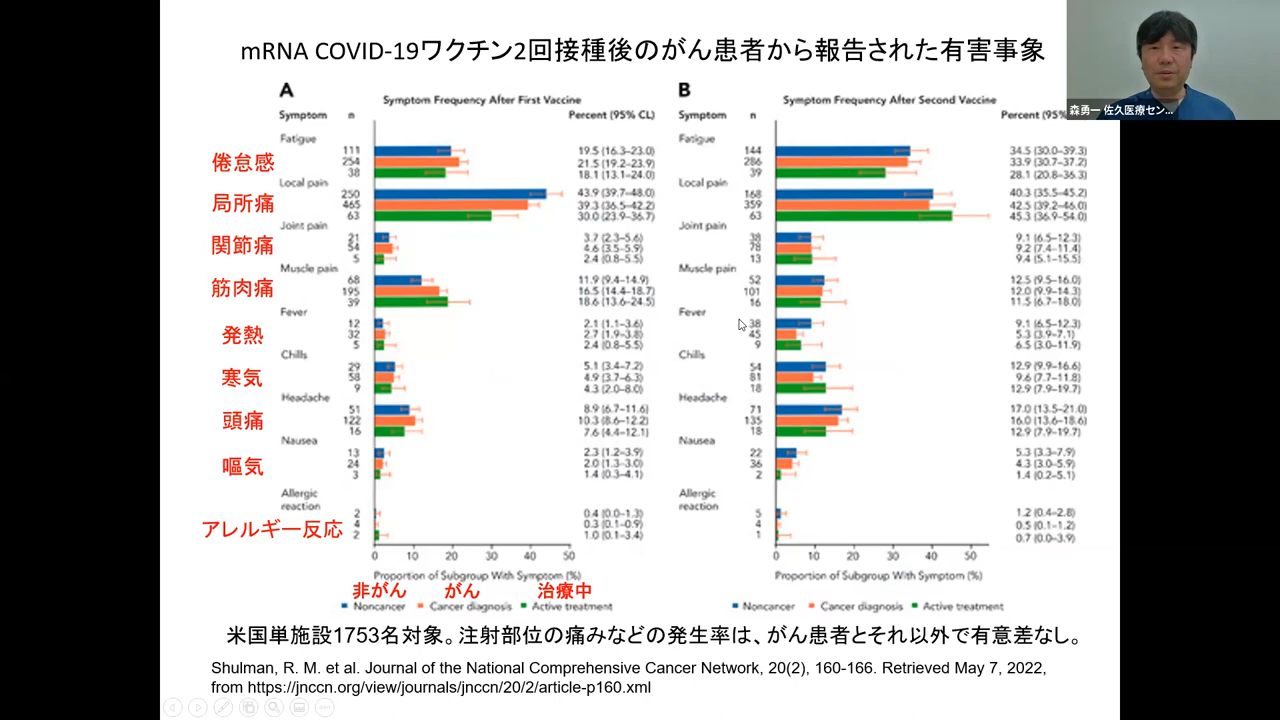 mRNA COVID-19ワクチン2回接種後のがん患者から報告された有害事象
森勇一 佐久医療セン...
A
Symptom Frequency After First Vaccine
Symptom n Percent (95% CL)
Fatigue
倦怠感
111 19.5 (16.3–23.0)
254 21.5 (19.2–23.9)
38 18.1 (13.1–24.0)
Local pain
局所痛
250 43.9 (39.7–48.0)
465 39.3 (36.5–42.2)
63 30.0 (23.9–36.7)
Joint pain
関節痛
21 3.7 (2.3–5.6)
54 4.6 (3.5–5.9)
5 2.4 (0.8–5.5)
Muscle pain
筋肉痛
68 11.9 (9.4–14.9)
195 16.5 (14.4–18.7)
39 18.6 (13.6–24.5)
Fever
発熱
12 2.1 (1.1–3.6)
32 2.7 (1.9–3.8)
5 2.4 (0.8–5.5)
Chills
寒気
29 5.1 (3.4–7.2)
58 4.9 (3.7–6.3)
9 4.3 (2.0–8.0)
Headache
頭痛
51 8.9 (6.7–11.6)
122 10.3 (8.6–12.2)
16 7.6 (4.4–12.1)
Nausea
嘔気
13 2.3 (1.2–3.9)
24 2.0 (1.3–3.0)
3 1.4 (0.3–4.1)
Allergic
reaction
アレルギー反応
2 0.4 (0.0–1.3)
4 0.3 (0.1–0.9)
2 1.0 (0.1–3.4)
0 10 20 30 40 50
Proportion of Subgroup With Symptom (%)
非がん がん 治療中
Noncancer Cancer diagnosis Active treatment
B
Symptom Frequency After Second Vaccine
Symptom n Percent (95%
Fatigue
144 34.5 (30.0–39.3)
286 33.9 (30.7–37.2)
39 28.1 (20.8–36.3)
Local pain
168 40.3 (35.5–45.2)
359 42.5 (39.2–46.0)
63 45.3 (36.9–54.0)
Joint pain
38 9.1 (6.5–12.3)
78 9.2 (7.4–11.4)
13 9.4 (5.1–15.5)
Muscle pain
52 12.5 (9.5–16.0)
101 12.0 (9.9–14.3)
16 11.5 (6.7–18.0)
Fever
38 9.1 (6.5–12.3)
45 5.3 (3.9–7.1)
9 6.5 (3.0–11.9)
Chills
54 12.9 (9.9–16.6)
81 9.6 (7.7–11.8)
18 12.9 (7.9–19.7)
Headache
71 17.0 (13.5–21.0)
135 16.0 (13.6–18.6)
18 12.9 (7.9–19.7)
Nausea
22 5.3 (3.3–7.9)
36 4.3 (3.0–5.9)
2 1.4 (0.2–5.1)
Allergic
reaction
5 1.2 (0.4–2.8)
4 0.5 (0.1–1.2)
1 0.7 (0.0–3.9)
0 10 20 30 40 50
Proportion of Subgroup With Symptom (%)
Noncancer Cancer diagnosis Active treatment
米国単施設1753名対象。注射部位の痛みなどの発生率は、がん患者とそれ以外で有意差なし。
Shulman, R. M. et al. Journal of the National Comprehensive Cancer Network, 20(2), 160-166. Retrieved May 7, 2022,
from https://jnccn.org/view/journals/jnccn/20/2/article-p160.xml